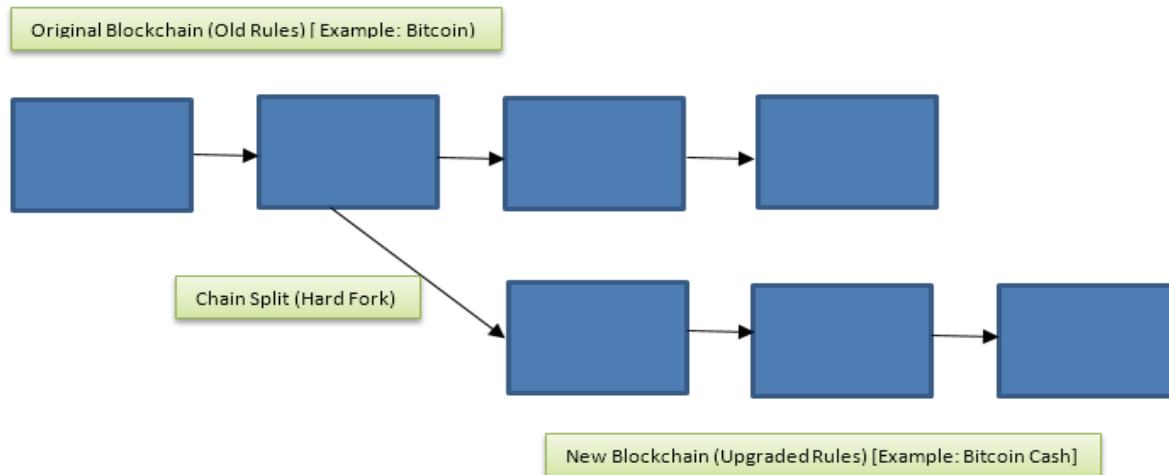 Original Blockchain (Old Rules) [ Example: Bitcoin)
Chain Split (Hard Fork)
New Blockchain (Upgraded Rules) [Example: Bitcoin Cash]